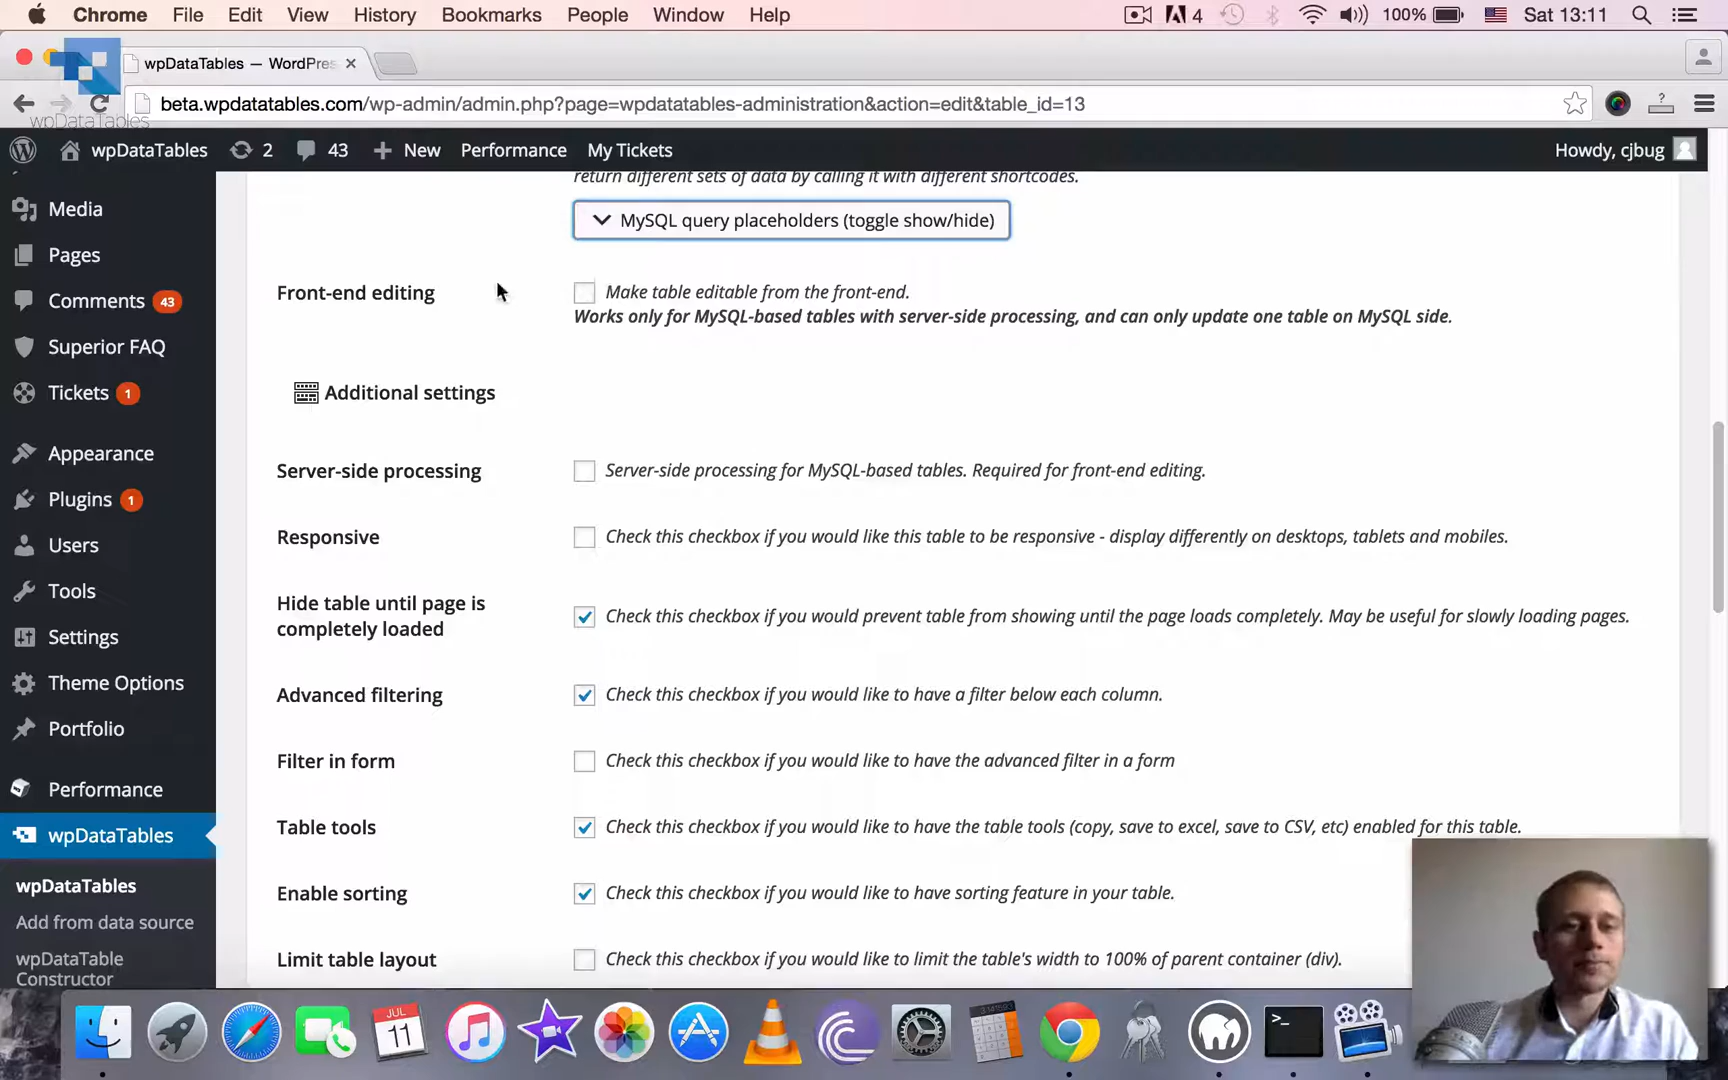 Chrome File Edit View History Bookmarks People Window Help 4 100% Sat 13:11
wpDataTables — WordPres
beta.wpdatatables.com/wp-admin/admin.php?page=wpdatatables-administration&action=edit&table_id=13
wpDataTables
wpDataTables 2 43 New Performance My Tickets Howdy, cjbug
return different sets of data by calling it with different shortcodes.
MySQL query placeholders (toggle show/hide)
Media
Pages
Comments 43
Superior FAQ
Tickets 1
Appearance
Plugins 1
Users
Tools
Settings
Theme Options
Portfolio
Performance
wpDataTables
wpDataTables
Add from data source
wpDataTable
Constructor
Front-end editing
Make table editable from the front-end.
Works only for MySQL-based tables with server-side processing, and can only update one table on MySQL side.
Additional settings
Server-side processing
Server-side processing for MySQL-based tables. Required for front-end editing.
Responsive
Check this checkbox if you would like this table to be responsive - display differently on desktops, tablets and mobiles.
Hide table until page is
completely loaded
Check this checkbox if you would prevent table from showing until the page loads completely. May be useful for slowly loading pages.
Advanced filtering
Check this checkbox if you would like to have a filter below each column.
Filter in form
Check this checkbox if you would like to have the advanced filter in a form
Table tools
Check this checkbox if you would like to have the table tools (copy, save to excel, save to CSV, etc) enabled for this table.
Enable sorting
Check this checkbox if you would like to have sorting feature in your table.
Limit table layout
Check this checkbox if you would like to limit the table's width to 100% of parent container (div).
JUL
11